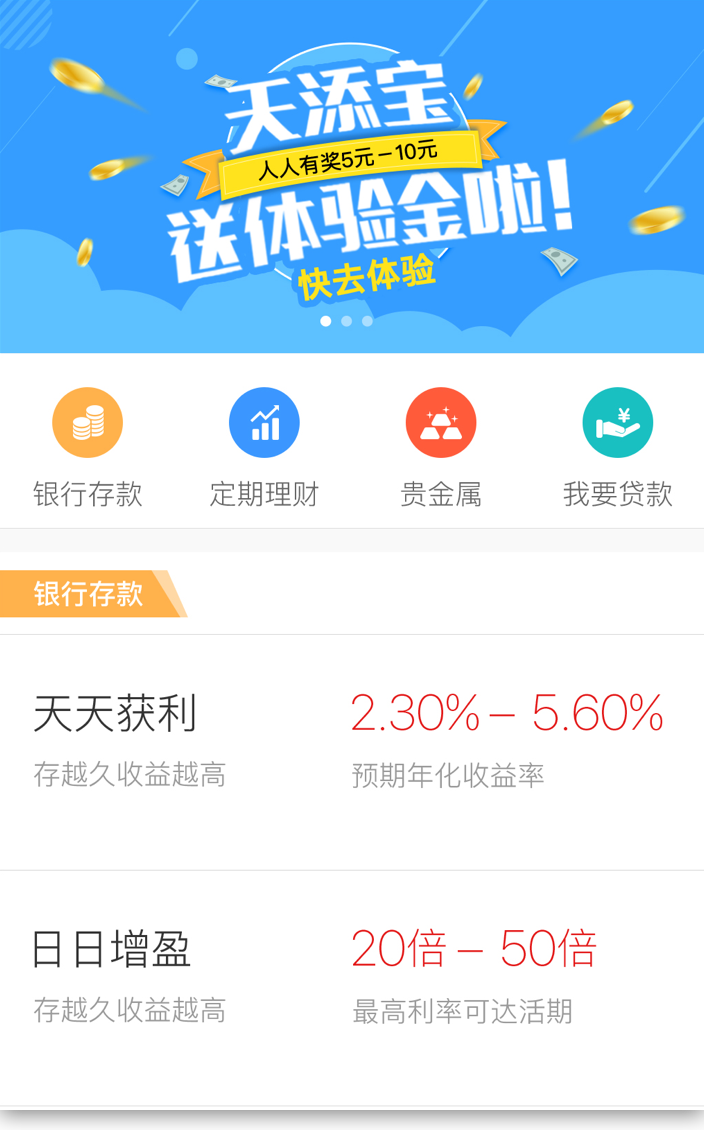 天添宝
人人有奖5元-10元
送体验金啦!
快去体验
银行存款 定期理财 贵金属 我要贷款
银行存款
天天获利 2.30%– 5.60%
存越久收益越高 预期年化收益率
日日增盈 20倍 – 50倍
存越久收益越高 最高利率可达活期